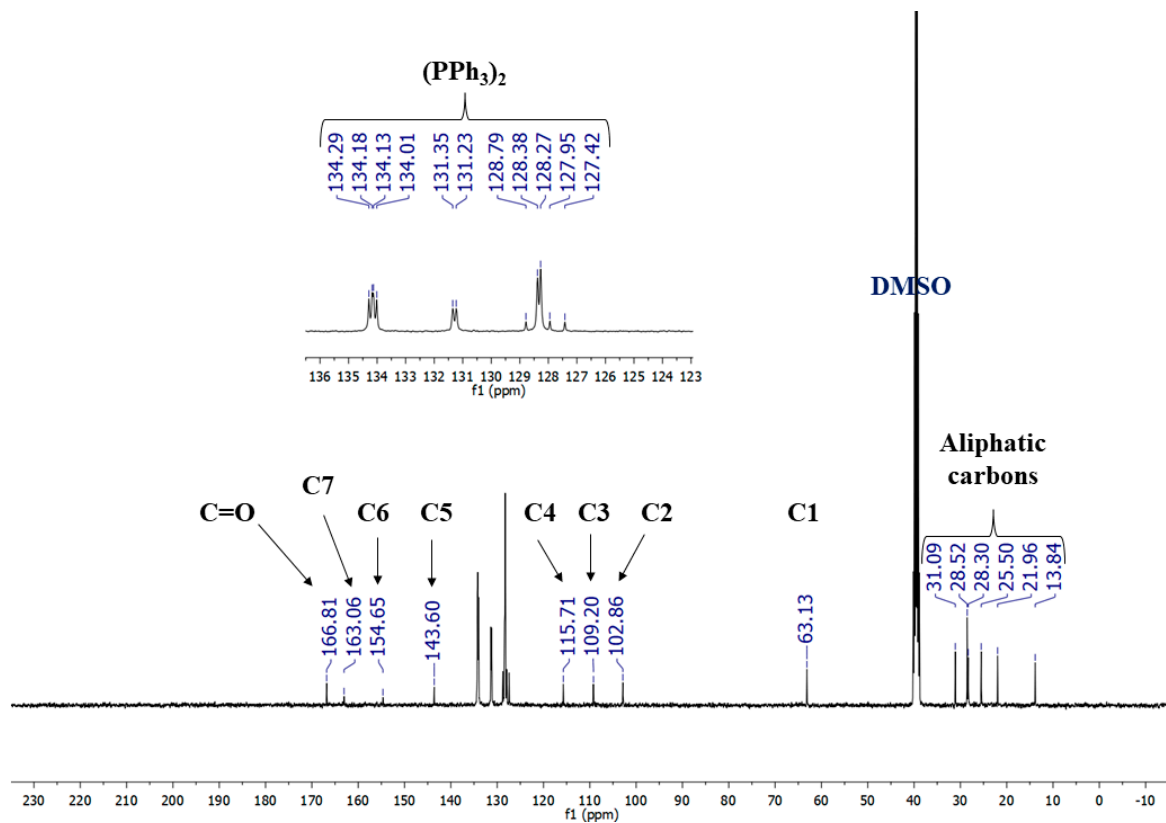 (PPh₃)₂
134.29
134.18
134.13
134.01
131.35
131.23
128.79
128.38
128.27
127.95
127.42
136 135 134 133 132 131 130 129 128 127 126 125 124 123
f1 (ppm)
DMSO
Aliphatic
carbons
C=O
C7
C6
C5
C4
C3
C2
C1
166.81
163.06
154.65
143.60
115.71
109.20
102.86
63.13
31.09
28.52
28.30
25.50
21.96
13.84
230 220 210 200 190 180 170 160 150 140 130 120 110 100 90 80 70 60 50 40 30 20 10 0 -10
f1 (ppm)